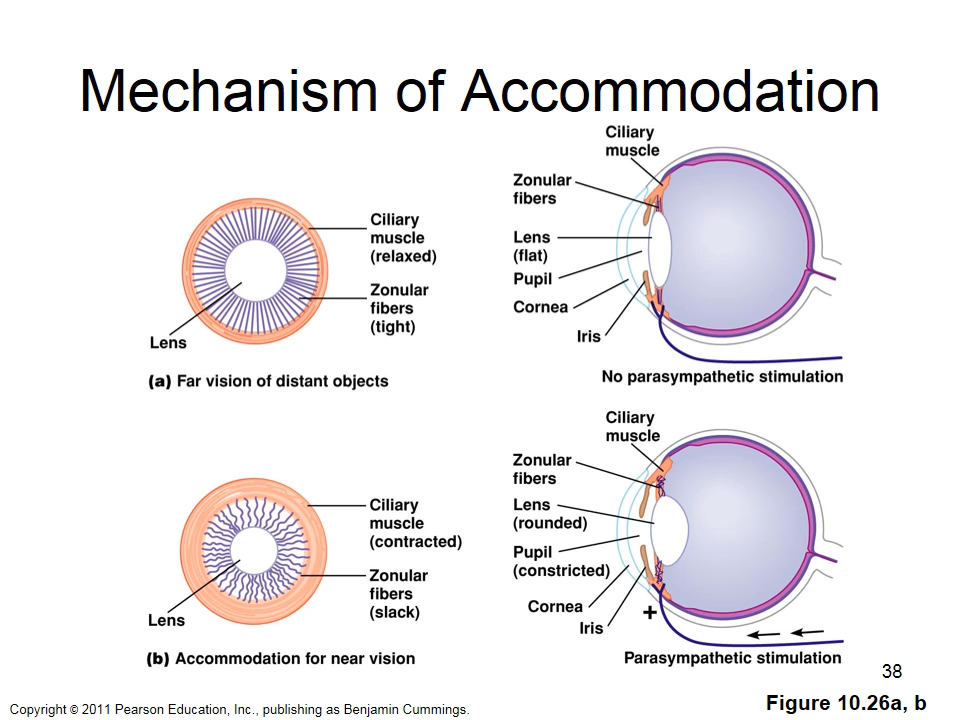 Mechanism of Accommodation
Ciliary
muscle
(relaxed)
Zonular
fibers
(tight)
Lens
(a) Far vision of distant objects
Ciliary
muscle
Zonular
fibers
Lens
(flat)
Pupil
Cornea
Iris
No parasympathetic stimulation
Ciliary
muscle
(contracted)
Zonular
fibers
(slack)
Lens
(b) Accommodation for near vision
Ciliary
muscle
Zonular
fibers
Lens
(rounded)
Pupil
(constricted)
Cornea
Iris
+
Parasympathetic stimulation
38
Copyright © 2011 Pearson Education, Inc., publishing as Benjamin Cummings.
Figure 10.26a, b